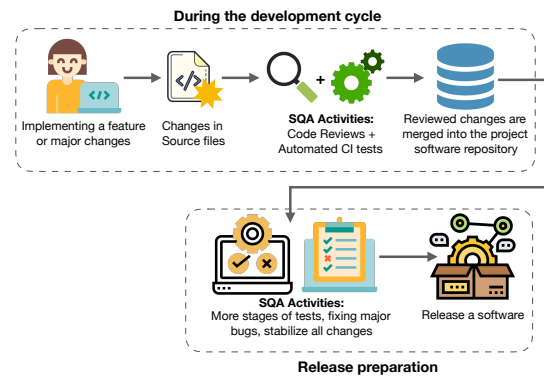 During the development cycle
</>
Implementing a feature
or major changes
Changes in
Source files
+
SQA Activities:
Code Reviews +
Automated CI tests
Reviewed changes are
merged into the project
software repository
SQA Activities:
More stages of tests, fixing major
bugs, stabilize all changes
Release a software
Release preparation